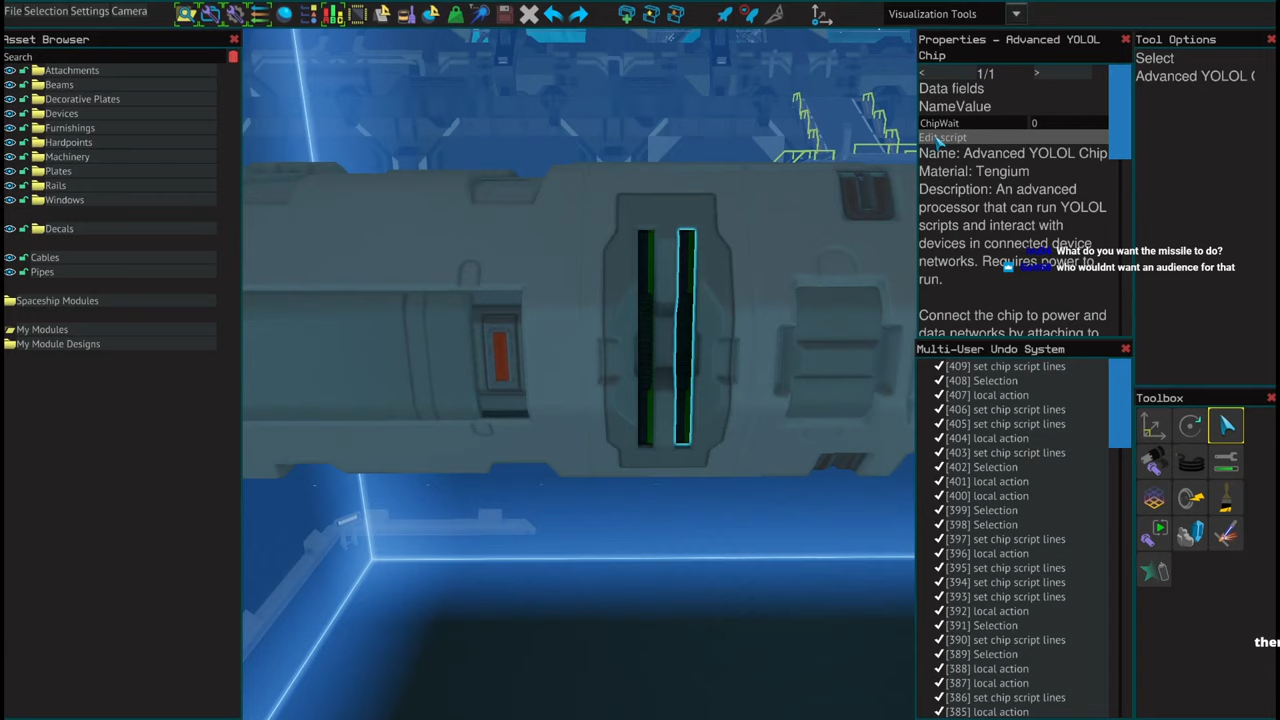 File Selection Settings Camera
Visualization Tools
Asset Browser
Search
Attachments
Beams
Decorative Plates
Devices
Furnishings
Hardpoints
Machinery
Plates
Rails
Windows
Decals
Cables
Pipes
Spaceship Modules
My Modules
My Module Designs
Properties - Advanced YOLOL
Chip
< 1/1 >
Data fields
NameValue
ChipWait 0
Edit script
Name: Advanced YOLOL Chip
Material: Tengium
Description: An advanced
processor that can run YOLOL
scripts and interact with
devices in connected device
networks. Requires power to
run.
Connect the chip to power and
data networks by attaching to
What do you want the missile to do?
who wouldnt want an audience for that
Multi-User Undo System
[409] set chip script lines
[408] Selection
[407] local action
[406] set chip script lines
[405] set chip script lines
[404] local action
[403] set chip script lines
[402] Selection
[401] local action
[400] local action
[399] Selection
[398] Selection
[397] set chip script lines
[396] local action
[395] set chip script lines
[394] set chip script lines
[393] set chip script lines
[392] local action
[391] Selection
[390] set chip script lines
[389] Selection
[388] local action
[387] local action
[386] set chip script lines
[385] local action
Tool Options
Select
Advanced YOLOL
Toolbox